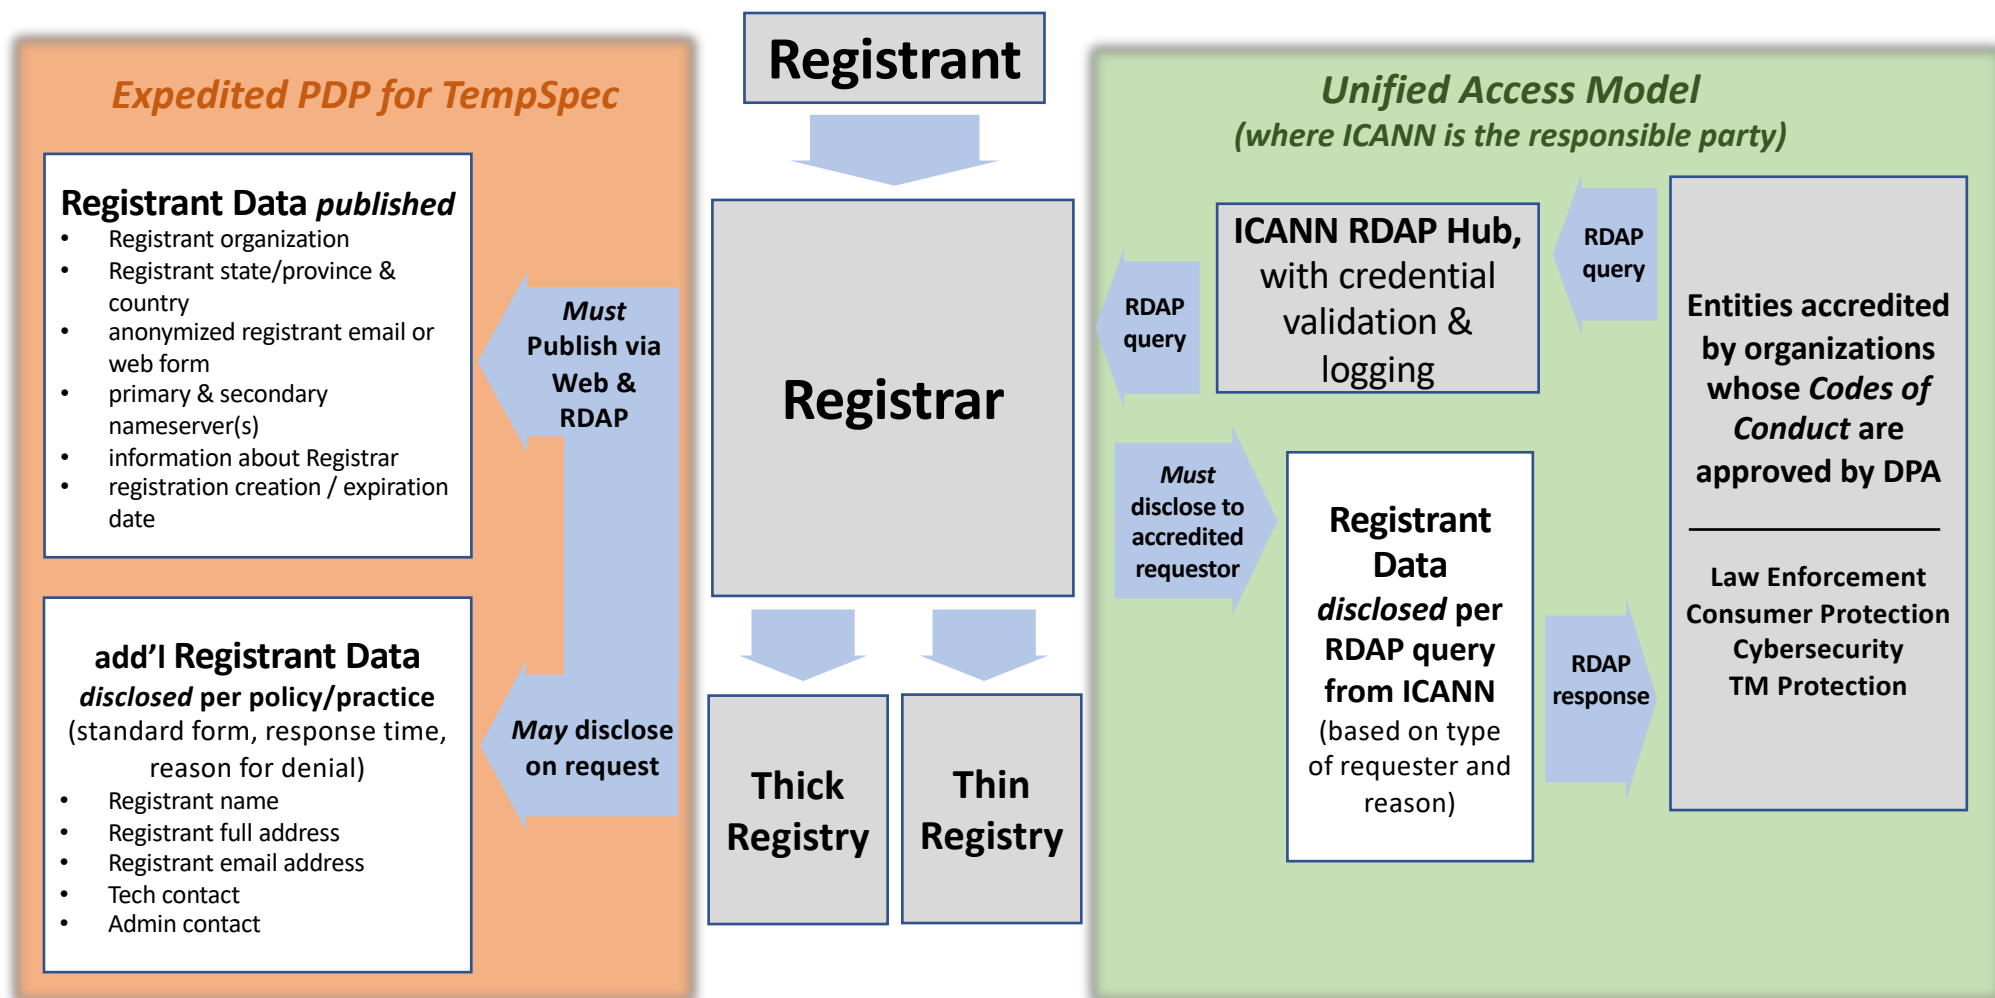 Expedited PDP for TempSpec
Registrant Data published
• Registrant organization
• Registrant state/province &
country
• anonymized registrant email or
web form
• primary & secondary
nameserver(s)
• information about Registrar
• registration creation / expiration
date
add’l Registrant Data
disclosed per policy/practice
(standard form, response time,
reason for denial)
• Registrant name
• Registrant full address
• Registrant email address
• Tech contact
• Admin contact
Must
Publish via
Web &
RDAP
May disclose
on request
Registrant
Registrar
Thick
Registry
Thin
Registry
Unified Access Model
(where ICANN is the responsible party)
RDAP
query
ICANN RDAP Hub,
with credential
validation &
logging
RDAP
query
Entities accredited
by organizations
whose Codes of
Conduct are
approved by DPA
Law Enforcement
Consumer Protection
Cybersecurity
TM Protection
Must
disclose to
accredited
requestor
Registrant
Data
disclosed per
RDAP query
from ICANN
(based on type
of requester and
reason)
RDAP
response